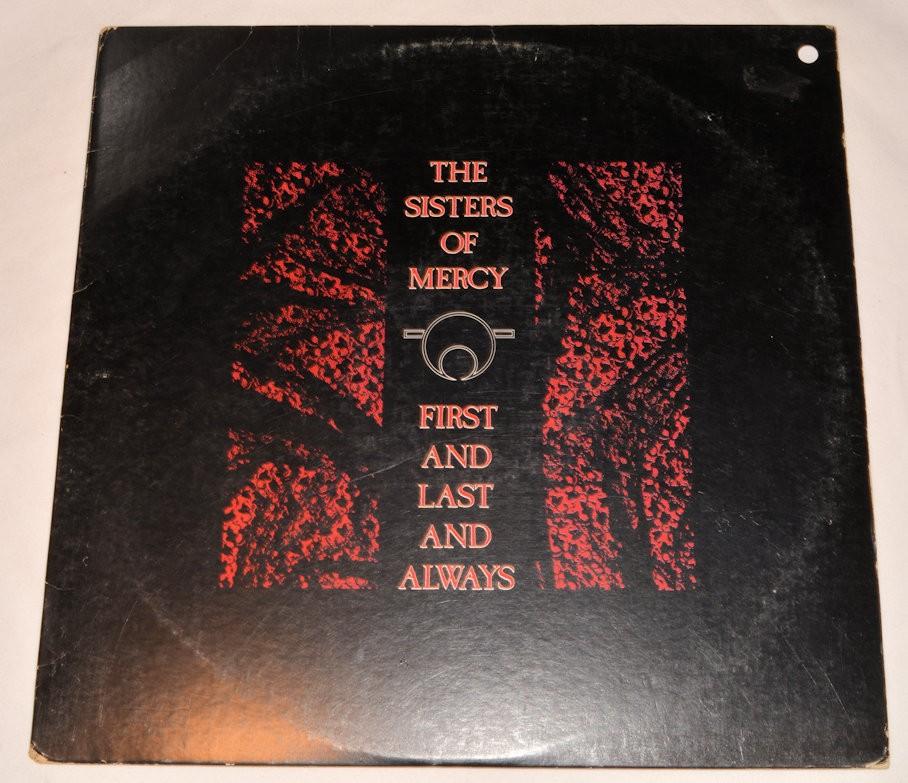 THE
SISTERS
OF
MERCY
FIRST
AND
LAST
AND
ALWAYS